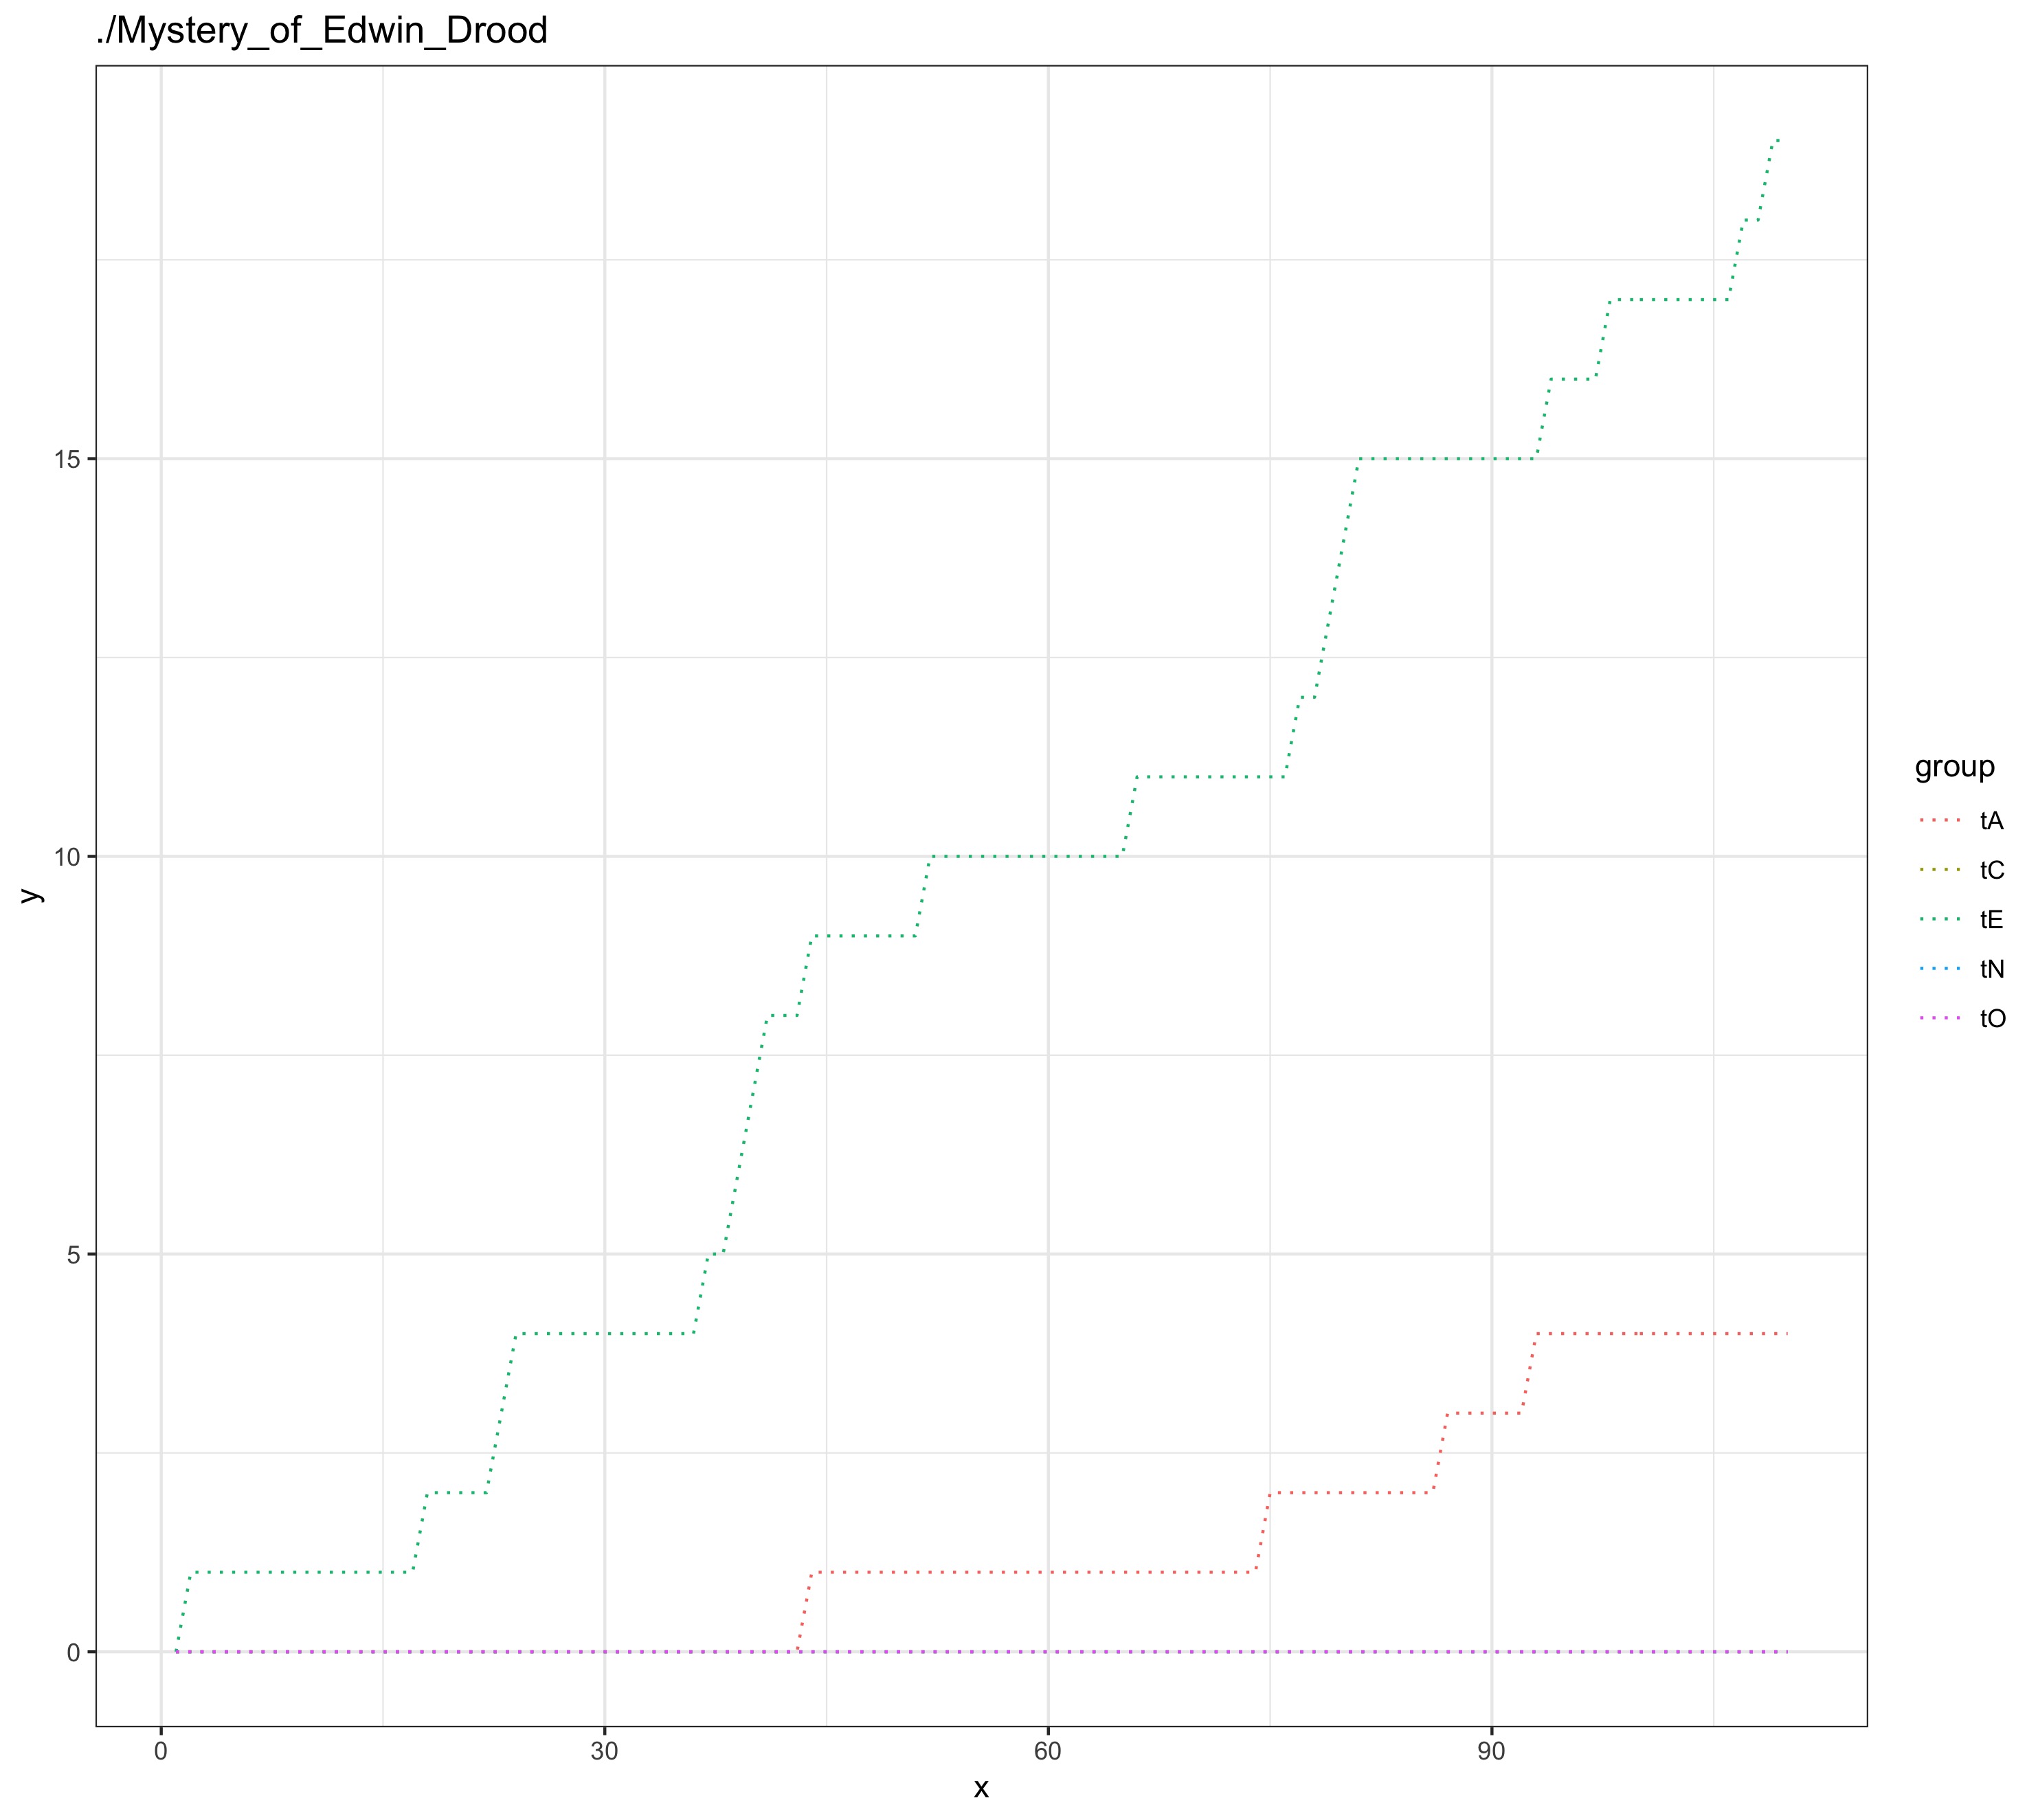 ./Mystery_of_Edwin_Drood
15
10
5
0
y
0 30 60 90
x
group
tA
tC
tE
tN
tO